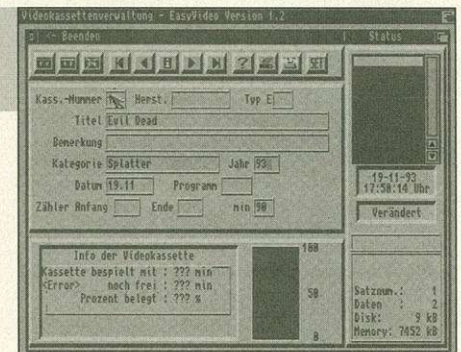 Videokassettenverwaltung - EasyVideo Version 1.2
<- Beenden
Status
? SET
Kass.-Nummer 1 Herst. Typ E
Titel Evil Dead
Bemerkung
Kategorie Splatter Jahr 93
Datum 19.11 Programm
Zähler Anfang Ende min 90
19-11-93
17:50:14 Uhr
Verändert
Info der Videokassette
Kassette bespielt mit : ??? min
<Error> noch frei : ??? min
Prozent belegt : ??? %
100
50
0
Satznum.: 1
Daten : 2
Disk: 9 kB
Memory: 7452 kB